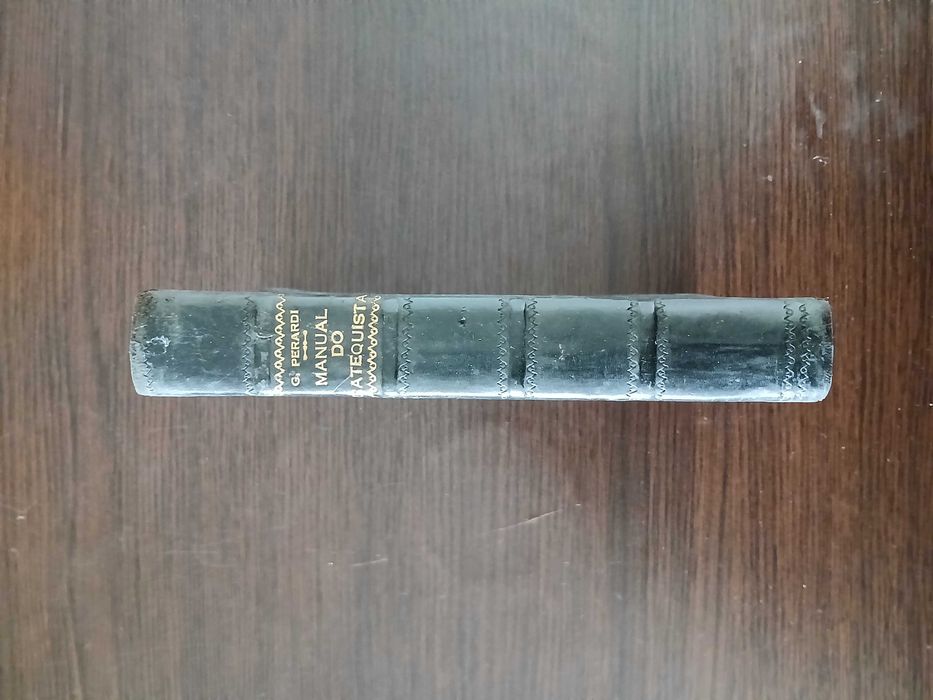 G. PERARDI
MANUAL
DO
CATEQUISTA